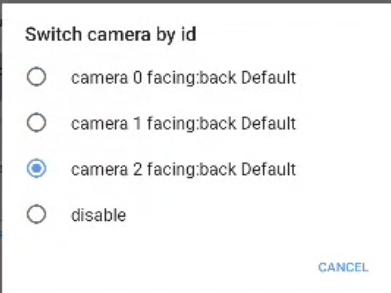 Switch camera by id
camera 0 facing:back Default
camera 1 facing:back Default
camera 2 facing:back Default
disable
CANCEL